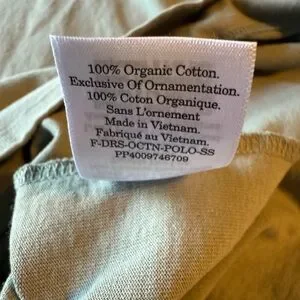 100% Organic Cotton.
Exclusive Of Ornamentation.
100% Coton Organique.
Sans L'ornement
Made in Vietnam.
Fabriqué au Vietnam.
F-DRS-OCTN-POLO-SS
PP4009746709